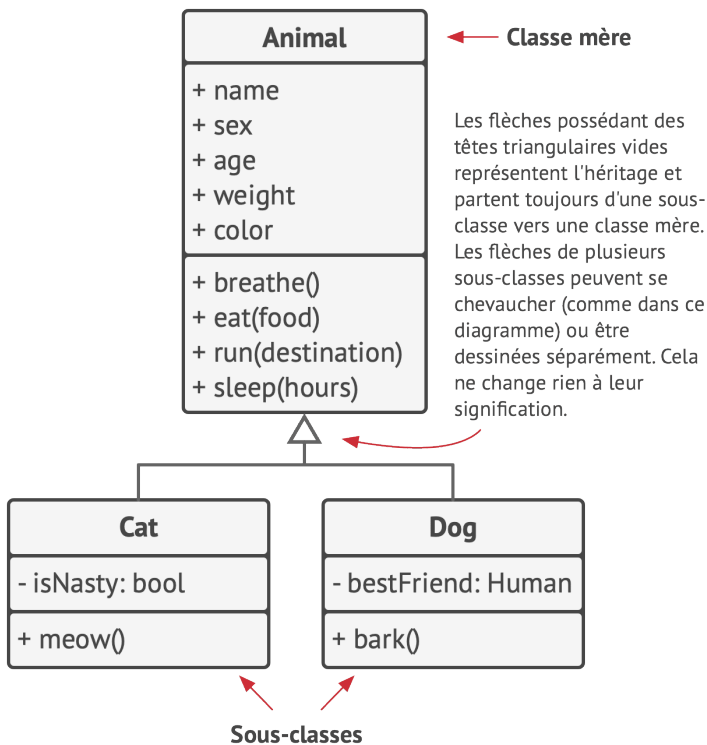 Animal
Classe mère
+ name
+ sex
+ age
+ weight
+ color
+ breathe()
+ eat(food)
+ run(destination)
+ sleep(hours)
Les flèches possédant des
têtes triangulaires vides
représentent l'héritage et
partent toujours d'une sous-
classe vers une classe mère.
Les flèches de plusieurs
sous-classes peuvent se
chevaucher (comme dans ce
diagramme) ou être
dessinées séparément. Cela
ne change rien à leur
signification.
Cat
- isNasty: bool
+ meow()
Dog
- bestFriend: Human
+ bark()
Sous-classes